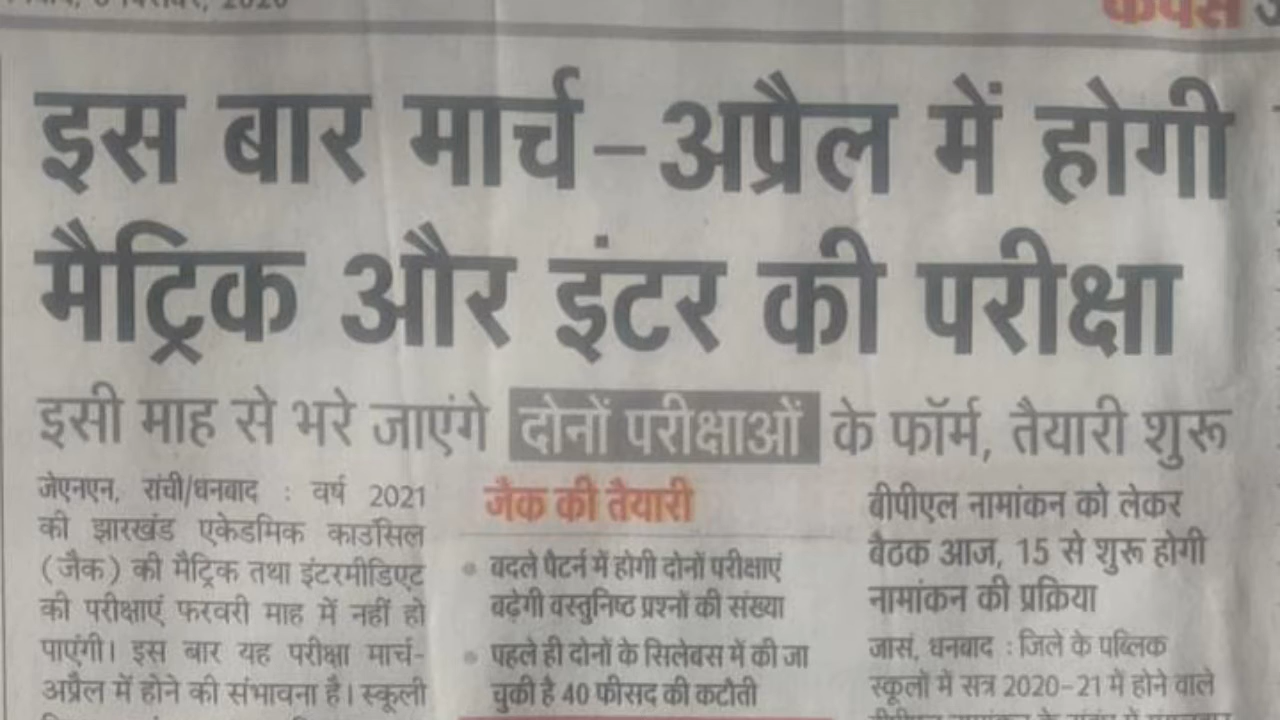 2020
इस बार मार्च-अप्रैल में होगी
मैट्रिक और इंटर की परीक्षा
इसी माह से भरे जाएंगे दोनों परीक्षाओं के फॉर्म, तैयारी शुरू
जेएनएन, रांची/धनबाद : वर्ष 2021
की झारखंड एकेडमिक काउंसिल
(जैक) की मैट्रिक तथा इंटरमीडिएट
की परीक्षाएं फरवरी माह में नहीं हो
पाएंगी। इस बार यह परीक्षा मार्च-
अप्रैल में होने की संभावना है। स्कूली
जैक की तैयारी
• बदले पैटर्न में होगी दोनों परीक्षाएं
बढ़ेगी वस्तुनिष्ठ प्रश्नों की संख्या
• पहले ही दोनों के सिलेबस में की जा
चुकी है 40 फीसद की कटौती
बीपीएल नामांकन को लेकर
बैठक आज, 15 से शुरू होगी
नामांकन की प्रक्रिया
जासं, धनबाद : जिले के पब्लिक
स्कूलों में सत्र 2020-21 में होने वाले